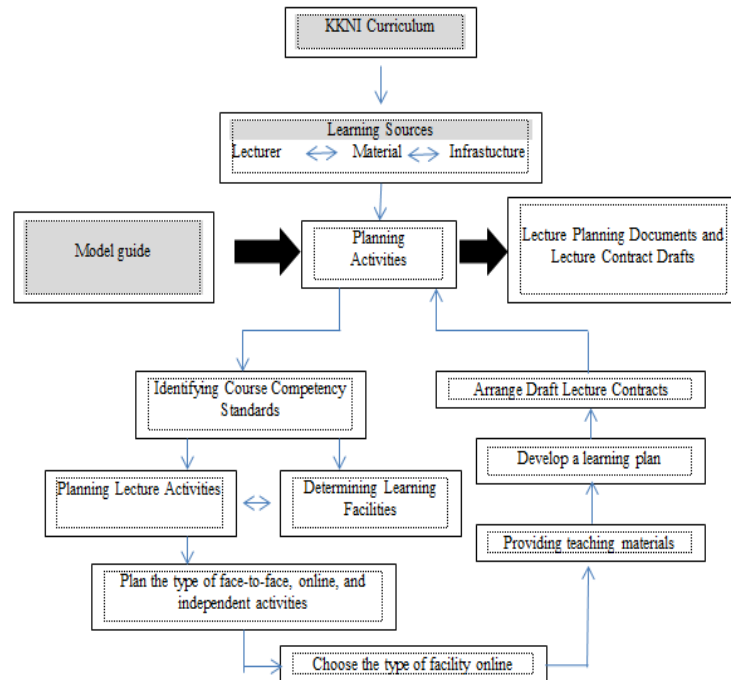 KKNI Curriculum
Learning Sources
Lecturer Material Infrastucture
Model guide
Planning
Activities
Lecture Planning Documents and
Lecture Contract Drafts
Identifying Course Competency
Standards
Arrange Draft Lecture Contracts
Develop a learning plan
Planning Lecture Activities
Determining Learning
Facilities
Providing teaching materials
Plan the type of face-to-face, online, and
independent activities
Choose the type of facility online